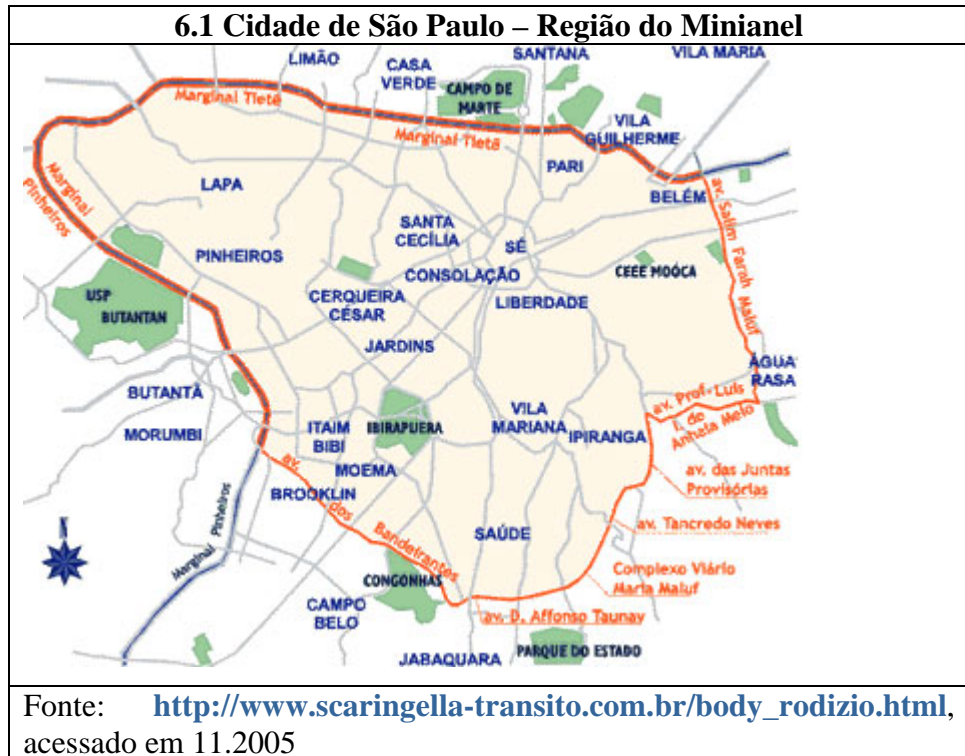 6.1 Cidade de São Paulo – Região do Minianel
LIMÃO
CASA
VERDE
SANTANA
VILA MARIA
CAMPO DE
MARTE
Marginal Tietê
Marginal Tietê
VILA
GUILHERME
PARI
BELÉM
Marginal
Pinheiros
LAPA
SANTA
CECÍLIA
SÉ
av. Salim Farah Maluf
PINHEIROS
CONSOLAÇÃO
CEEE MOÓCA
CERQUEIRA
CÉSAR
LIBERDADE
USP
BUTANTAN
JARDINS
ÁGUA
RASA
BUTANTÃ
av. Prof. Luis
I. de
Anhaia Melo
VILA
MARIANA
ITAIM
BIBI
IBIRAPUERA
IPIRANGA
MORUMBI
MOEMA
av. das Juntas
Provisórias
BROOKLIN
av.
dos
Bandeirantes
Marginal Pinheiros
SAÚDE
av. Tancredo Neves
N
CONGONHAS
Complexo Viário
Maria Maluf
CAMPO
BELO
av. D. Affonso Taunay
JABAQUARA
PARQUE DO ESTADO
Fonte: http://www.scaringella-transito.com.br/body_rodizio.html,
acessado em 11.2005